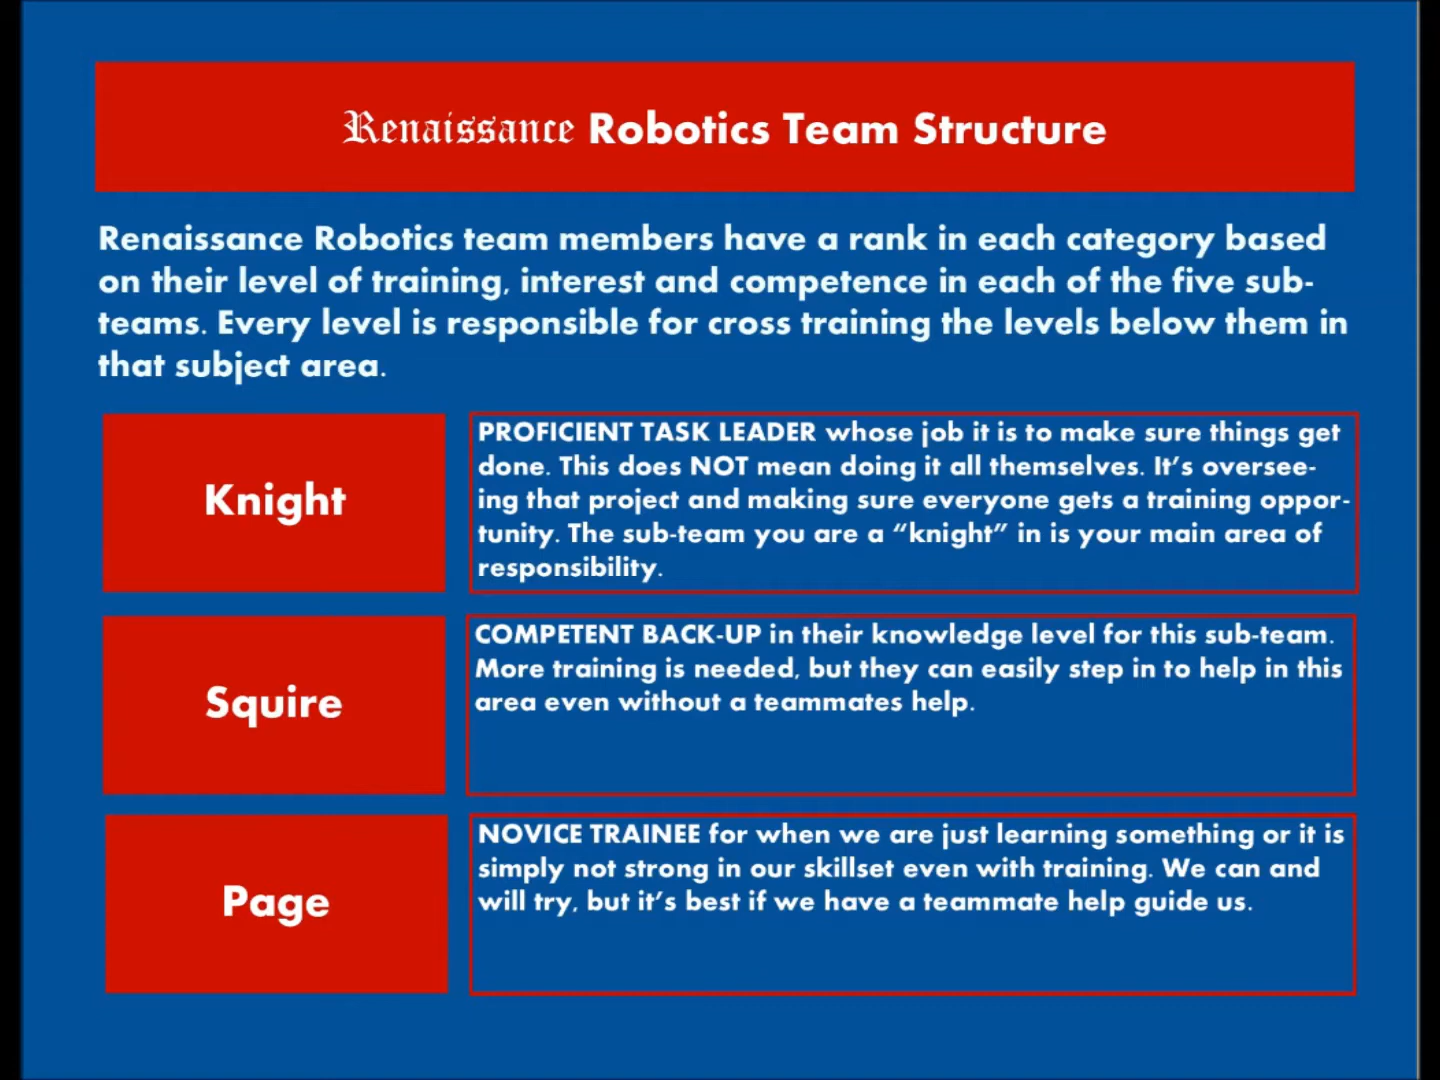 Renaissance Robotics Team Structure
Renaissance Robotics team members have a rank in each category based
on their level of training, interest and competence in each of the five sub-
teams. Every level is responsible for cross training the levels below them in
that subject area.
Knight
PROFICIENT TASK LEADER whose job it is to make sure things get
done. This does NOT mean doing it all themselves. It's oversee-
ing that project and making sure everyone gets a training oppor-
tunity. The sub-team you are a “knight” in is your main area of
responsibility.
Squire
COMPETENT BACK-UP in their knowledge level for this sub-team.
More training is needed, but they can easily step in to help in this
area even without a teammates help.
Page
NOVICE TRAINEE for when we are just learning something or it is
simply not strong in our skillset even with training. We can and
will try, but it's best if we have a teammate help guide us.